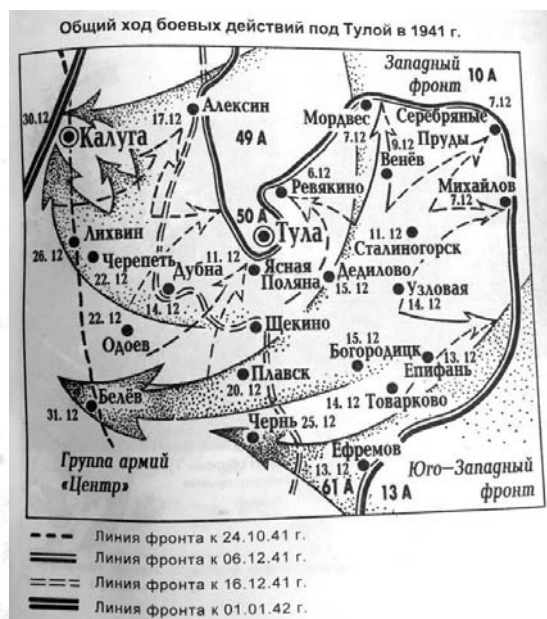 Общий ход боевых действий под Тулой в 1941 г.
Западный
фронт 10 А
30.12
Калуга
17.12
Алексин
49 А
Мордвес
7.12
Серебряные
Пруды
7.12
9.12
Венёв
6.12
Ревякино
Михайлов
7.12
50 А
Тула
Лихвин
26. 12
Черепеть
22. 12
Дубна
14. 12
11. 12
Ясная
Поляна
11. 12
Сталиногорск
Дедилово
15. 12
Узловая
14. 12
22. 12
Одоев
Щекино
15. 12
Богородицк
13. 12
Епифань
Плавск
20. 12
14. 12
Товарково
Белёв
31. 12
Чернь 25. 12
Группа армий
«Центр»
Ефремов
13. 12
61 А
13 А
Юго–Западный
фронт
Линия фронта к 24.10.41 г.
Линия фронта к 06.12.41 г.
Линия фронта к 16.12.41 г.
Линия фронта к 01.01.42 г.